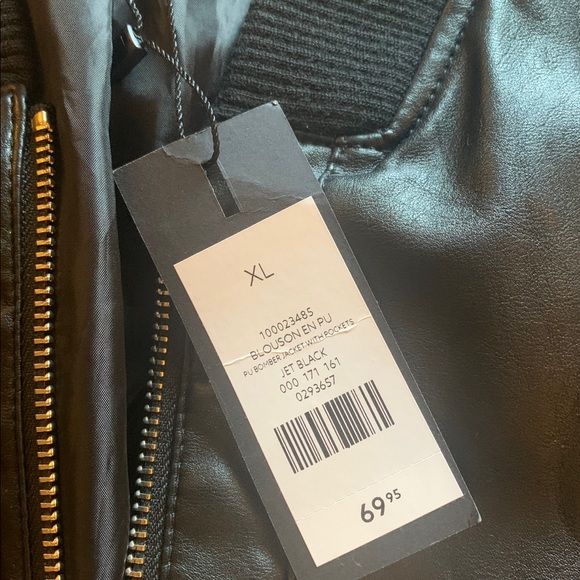 XL
100023485
BLOUSON EN PU
PU BOMBER JACKET WITH POCKETS
JET BLACK
000 171 161
0293657
69.95